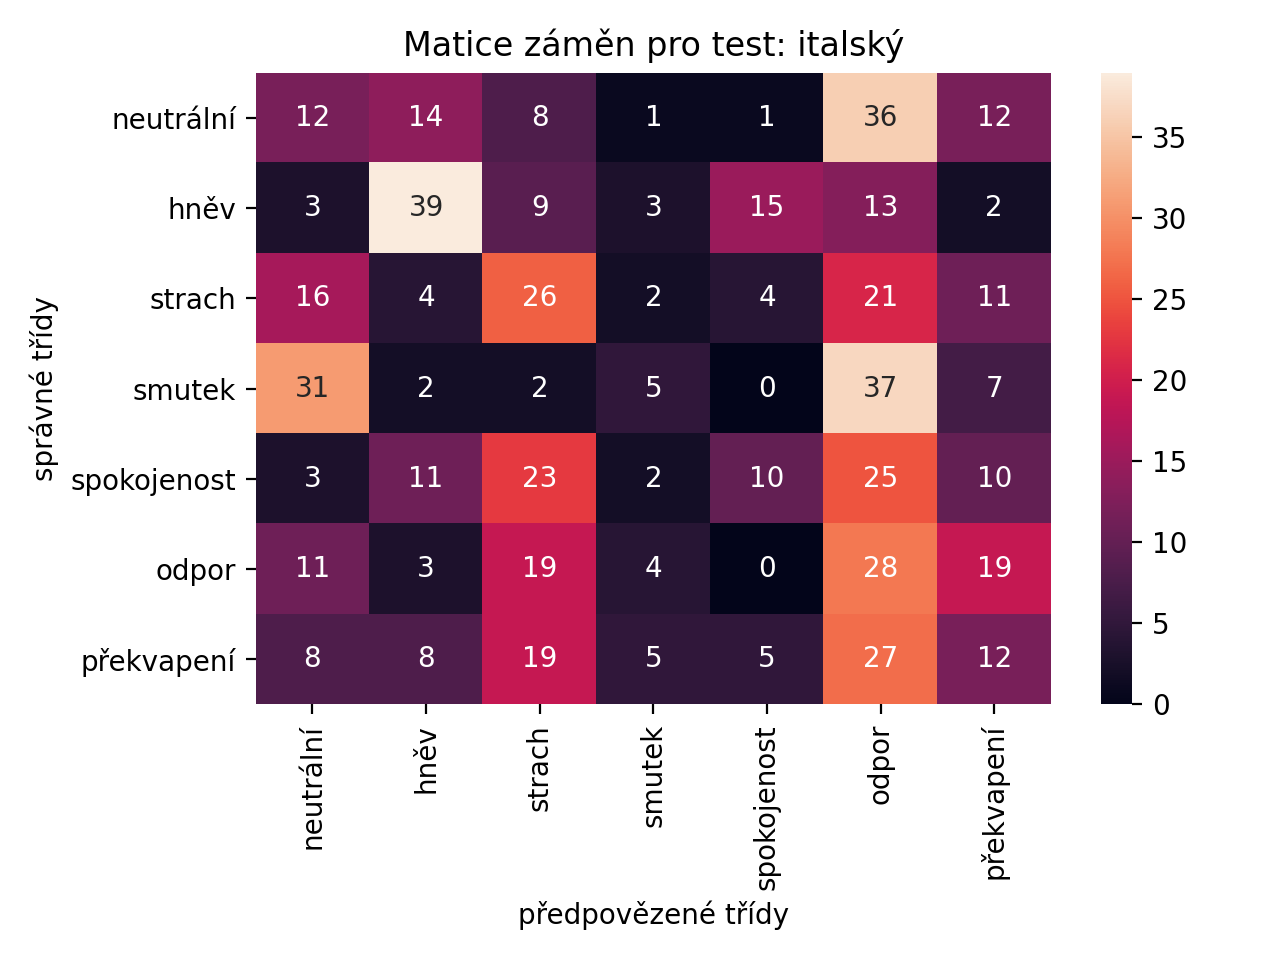 Matice záměn pro test: italský
neutrální 12 14 8 1 1 36 12
hněv 3 39 9 3 15 13 2
strach 16 4 26 2 4 21 11
smutek 31 2 2 5 0 37 7
spokojenost 3 11 23 2 10 25 10
odpor 11 3 19 4 0 28 19
překvapení 8 8 19 5 5 27 12
správné třídy
neutrální hněv strach smutek spokojenost odpor překvapení
předpovězené třídy
35
30
25
20
15
10
5
0